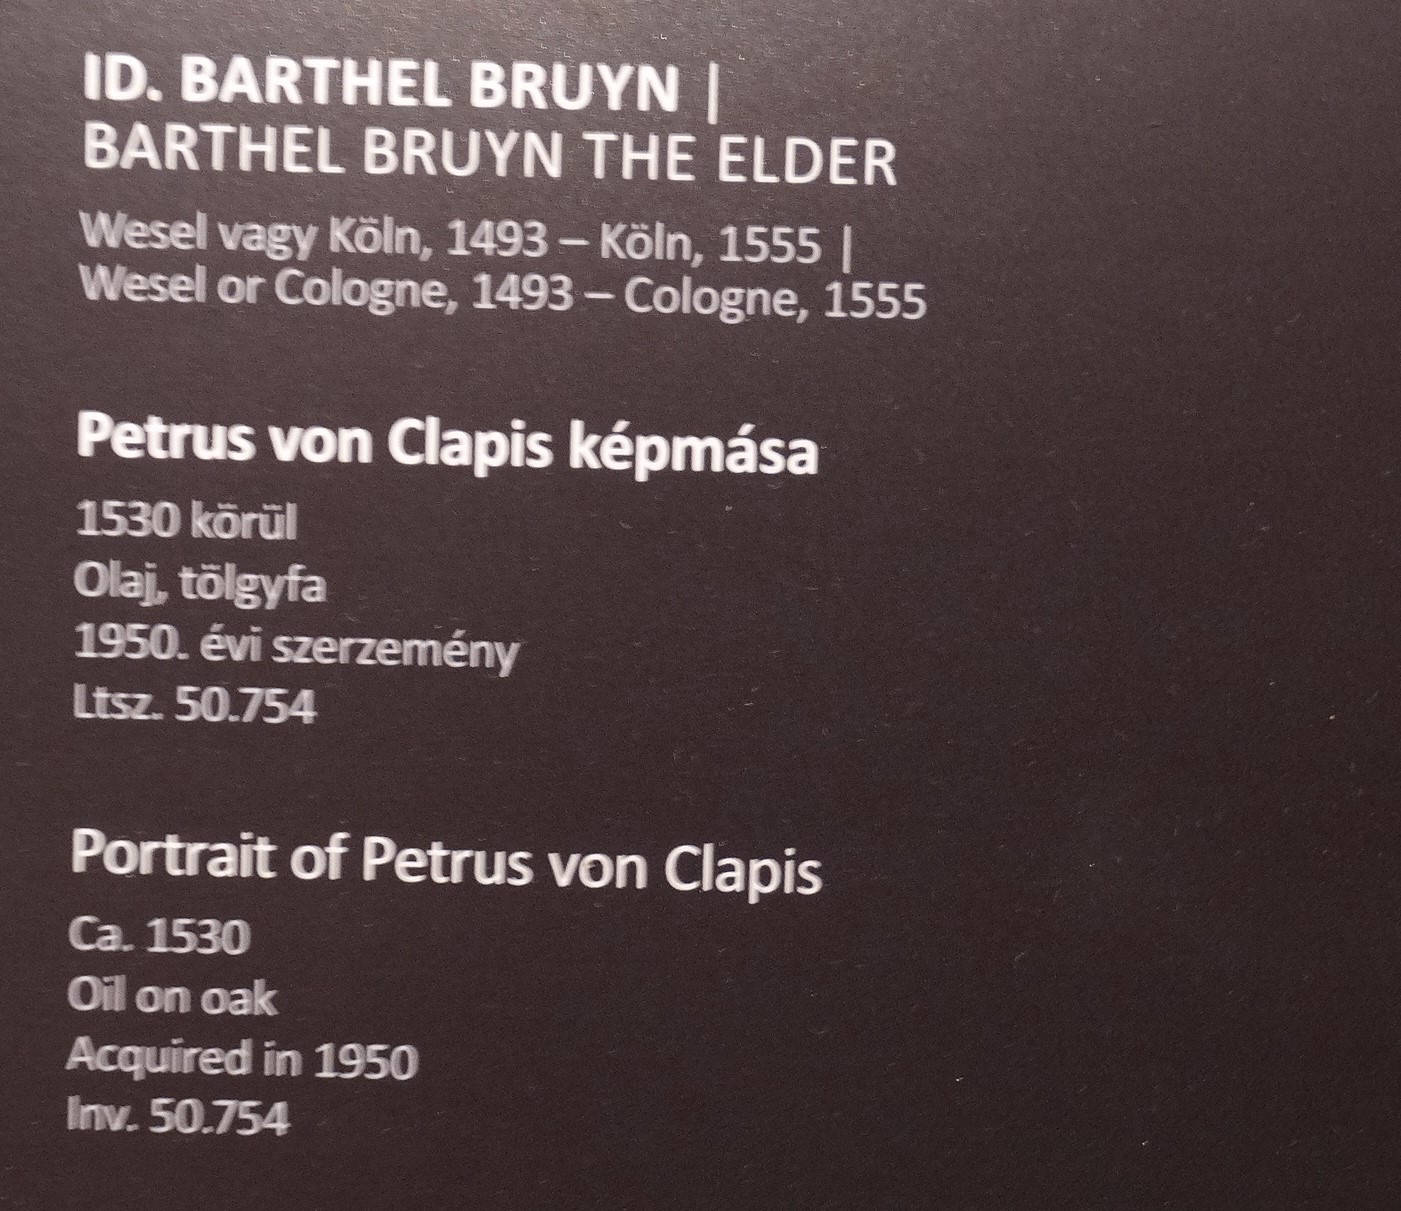 ID. BARTHEL BRUYN |
BARTHEL BRUYN THE ELDER
Wesel vagy Köln, 1493 – Köln, 1555 |
Wesel or Cologne, 1493 – Cologne, 1555
Petrus von Clapis képmása
1530 körül
Olaj, tölgyfa
1950. évi szerzemény
Ltsz. 50.754
Portrait of Petrus von Clapis
Ca. 1530
Oil on oak
Acquired in 1950
Inv. 50.754